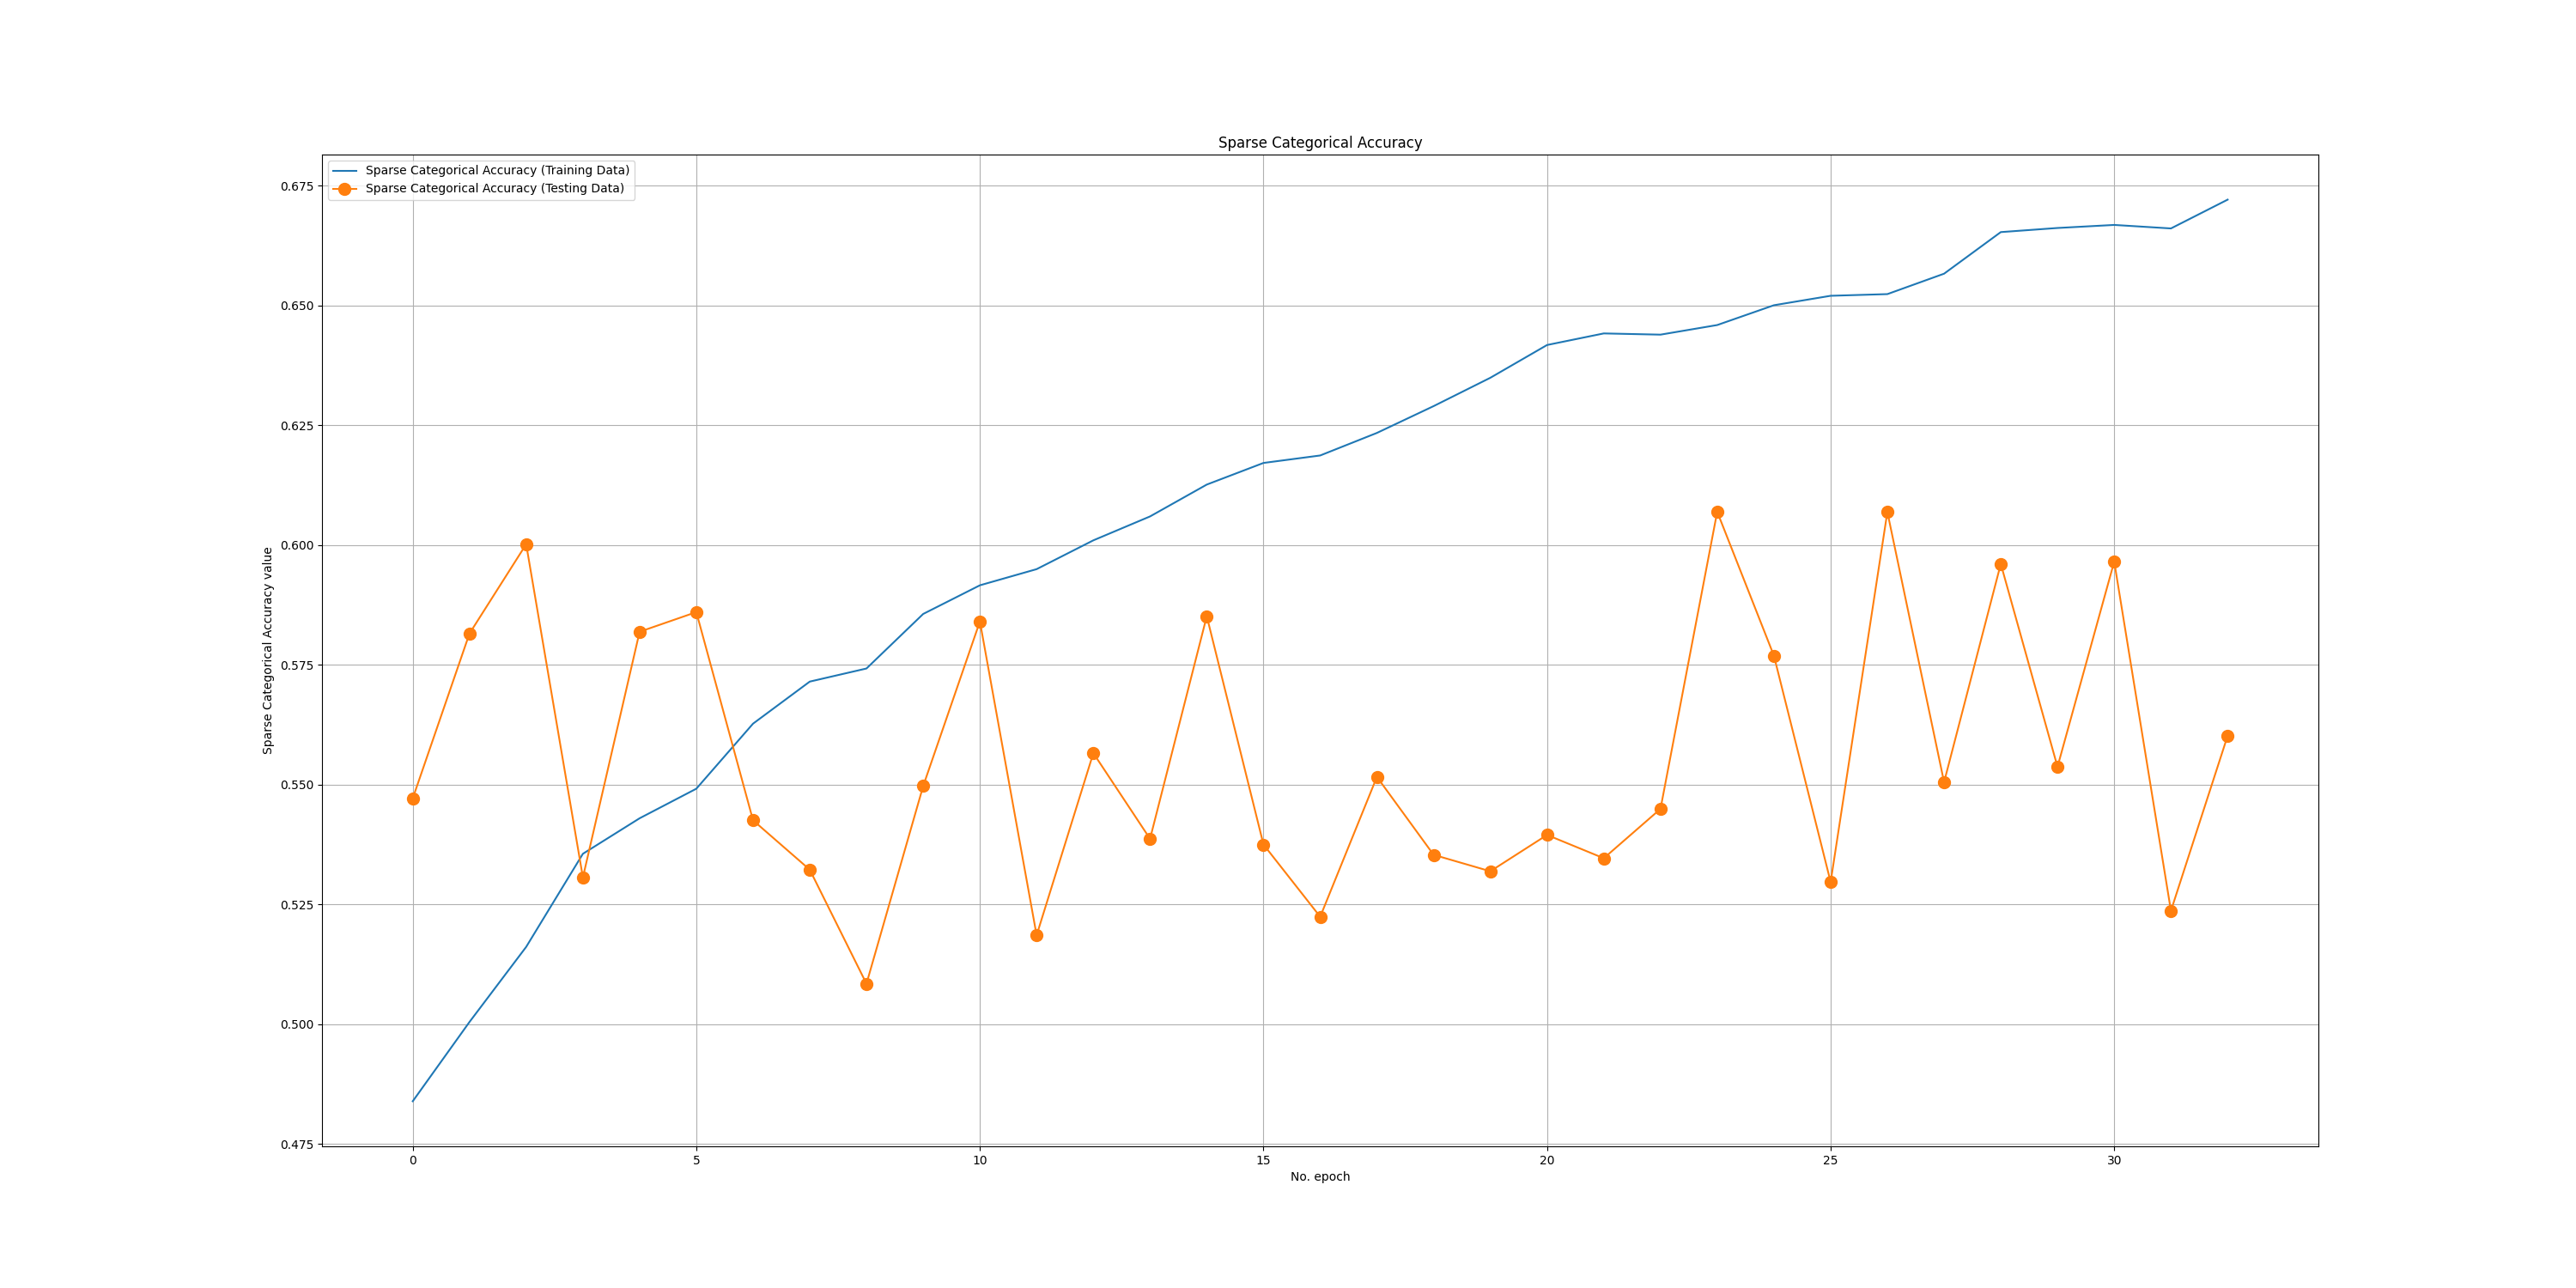 Sparse Categorical Accuracy
Sparse Categorical Accuracy (Training Data)
Sparse Categorical Accuracy (Testing Data)
Sparse Categorical Accuracy value
0.675
0.650
0.625
0.600
0.575
0.550
0.525
0.500
0.475
0 5 10 15 20 25 30
No. epoch